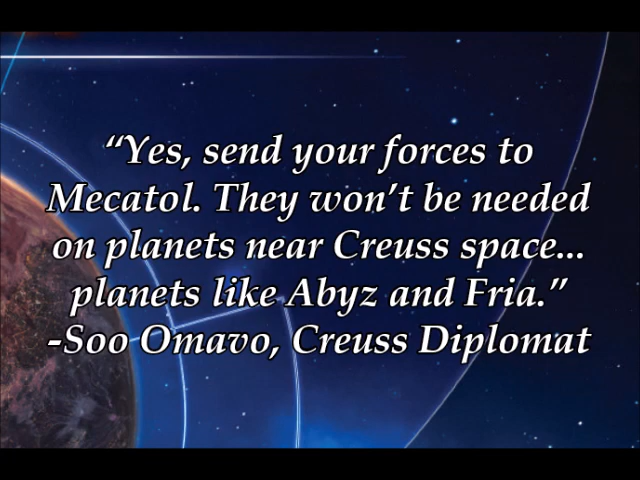 “Yes, send your forces to
Mecatol. They won’t be needed
on planets near Creuss space...
planets like Abyz and Fria.”
-Soo Omavo, Creuss Diplomat